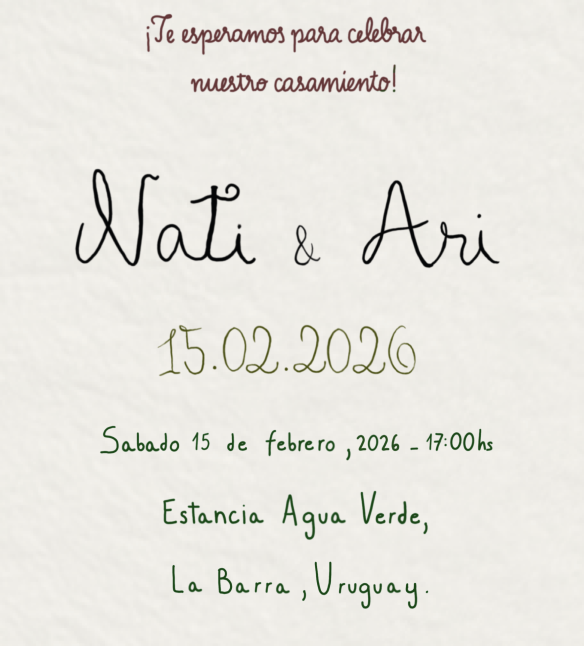 ¡Te esperamos para celebrar
nuestro casamiento!
Nati & Ari
15.02.2026
Sabado 15 de febrero, 2026 - 17:00hs
Estancia Agua Verde,
La Barra, Uruguay.